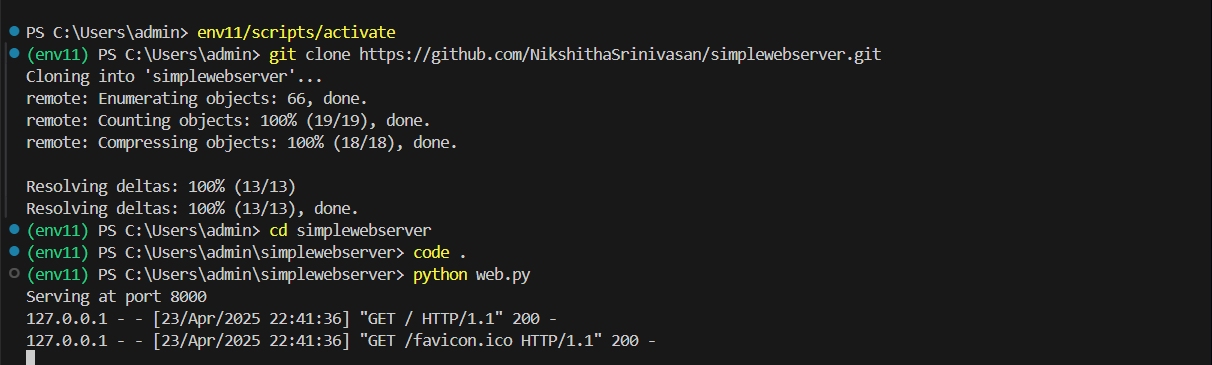 PS C:\Users\admin> env11/scripts/activate
(env11) PS C:\Users\admin> git clone https://github.com/NikshithaSrinivasan/simplewebserver.git
Cloning into 'simplewebserver'...
remote: Enumerating objects: 66, done.
remote: Counting objects: 100% (19/19), done.
remote: Compressing objects: 100% (18/18), done.
Resolving deltas: 100% (13/13)
Resolving deltas: 100% (13/13), done.
(env11) PS C:\Users\admin> cd simplewebserver
(env11) PS C:\Users\admin\simplewebserver> code .
(env11) PS C:\Users\admin\simplewebserver> python web.py
Serving at port 8000
127.0.0.1 - - [23/Apr/2025 22:41:36] "GET / HTTP/1.1" 200 -
127.0.0.1 - - [23/Apr/2025 22:41:36] "GET /favicon.ico HTTP/1.1" 200 -